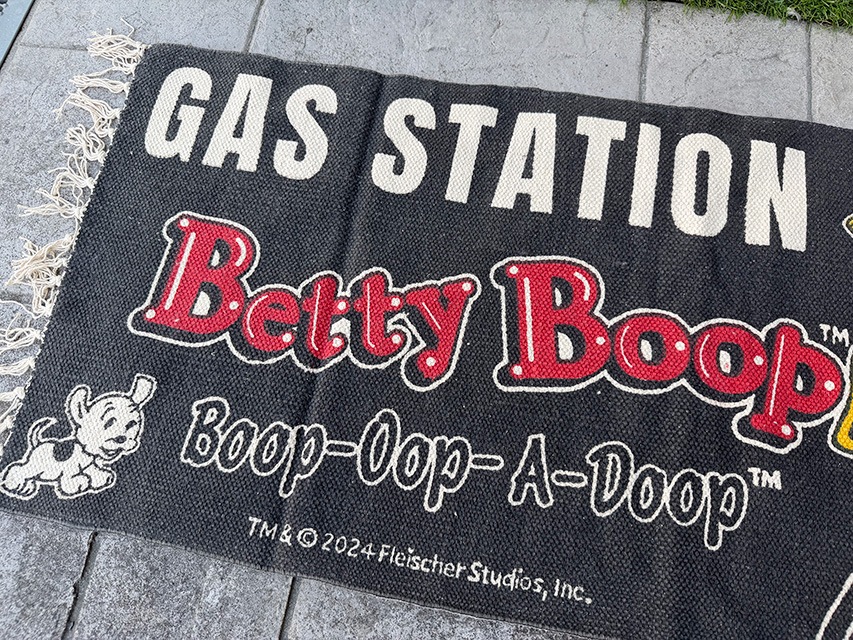 GAS STATION
Betty Boop™
Boop-Oop-A-Doop™
TM & © 2024 Fleischer Studios, Inc.